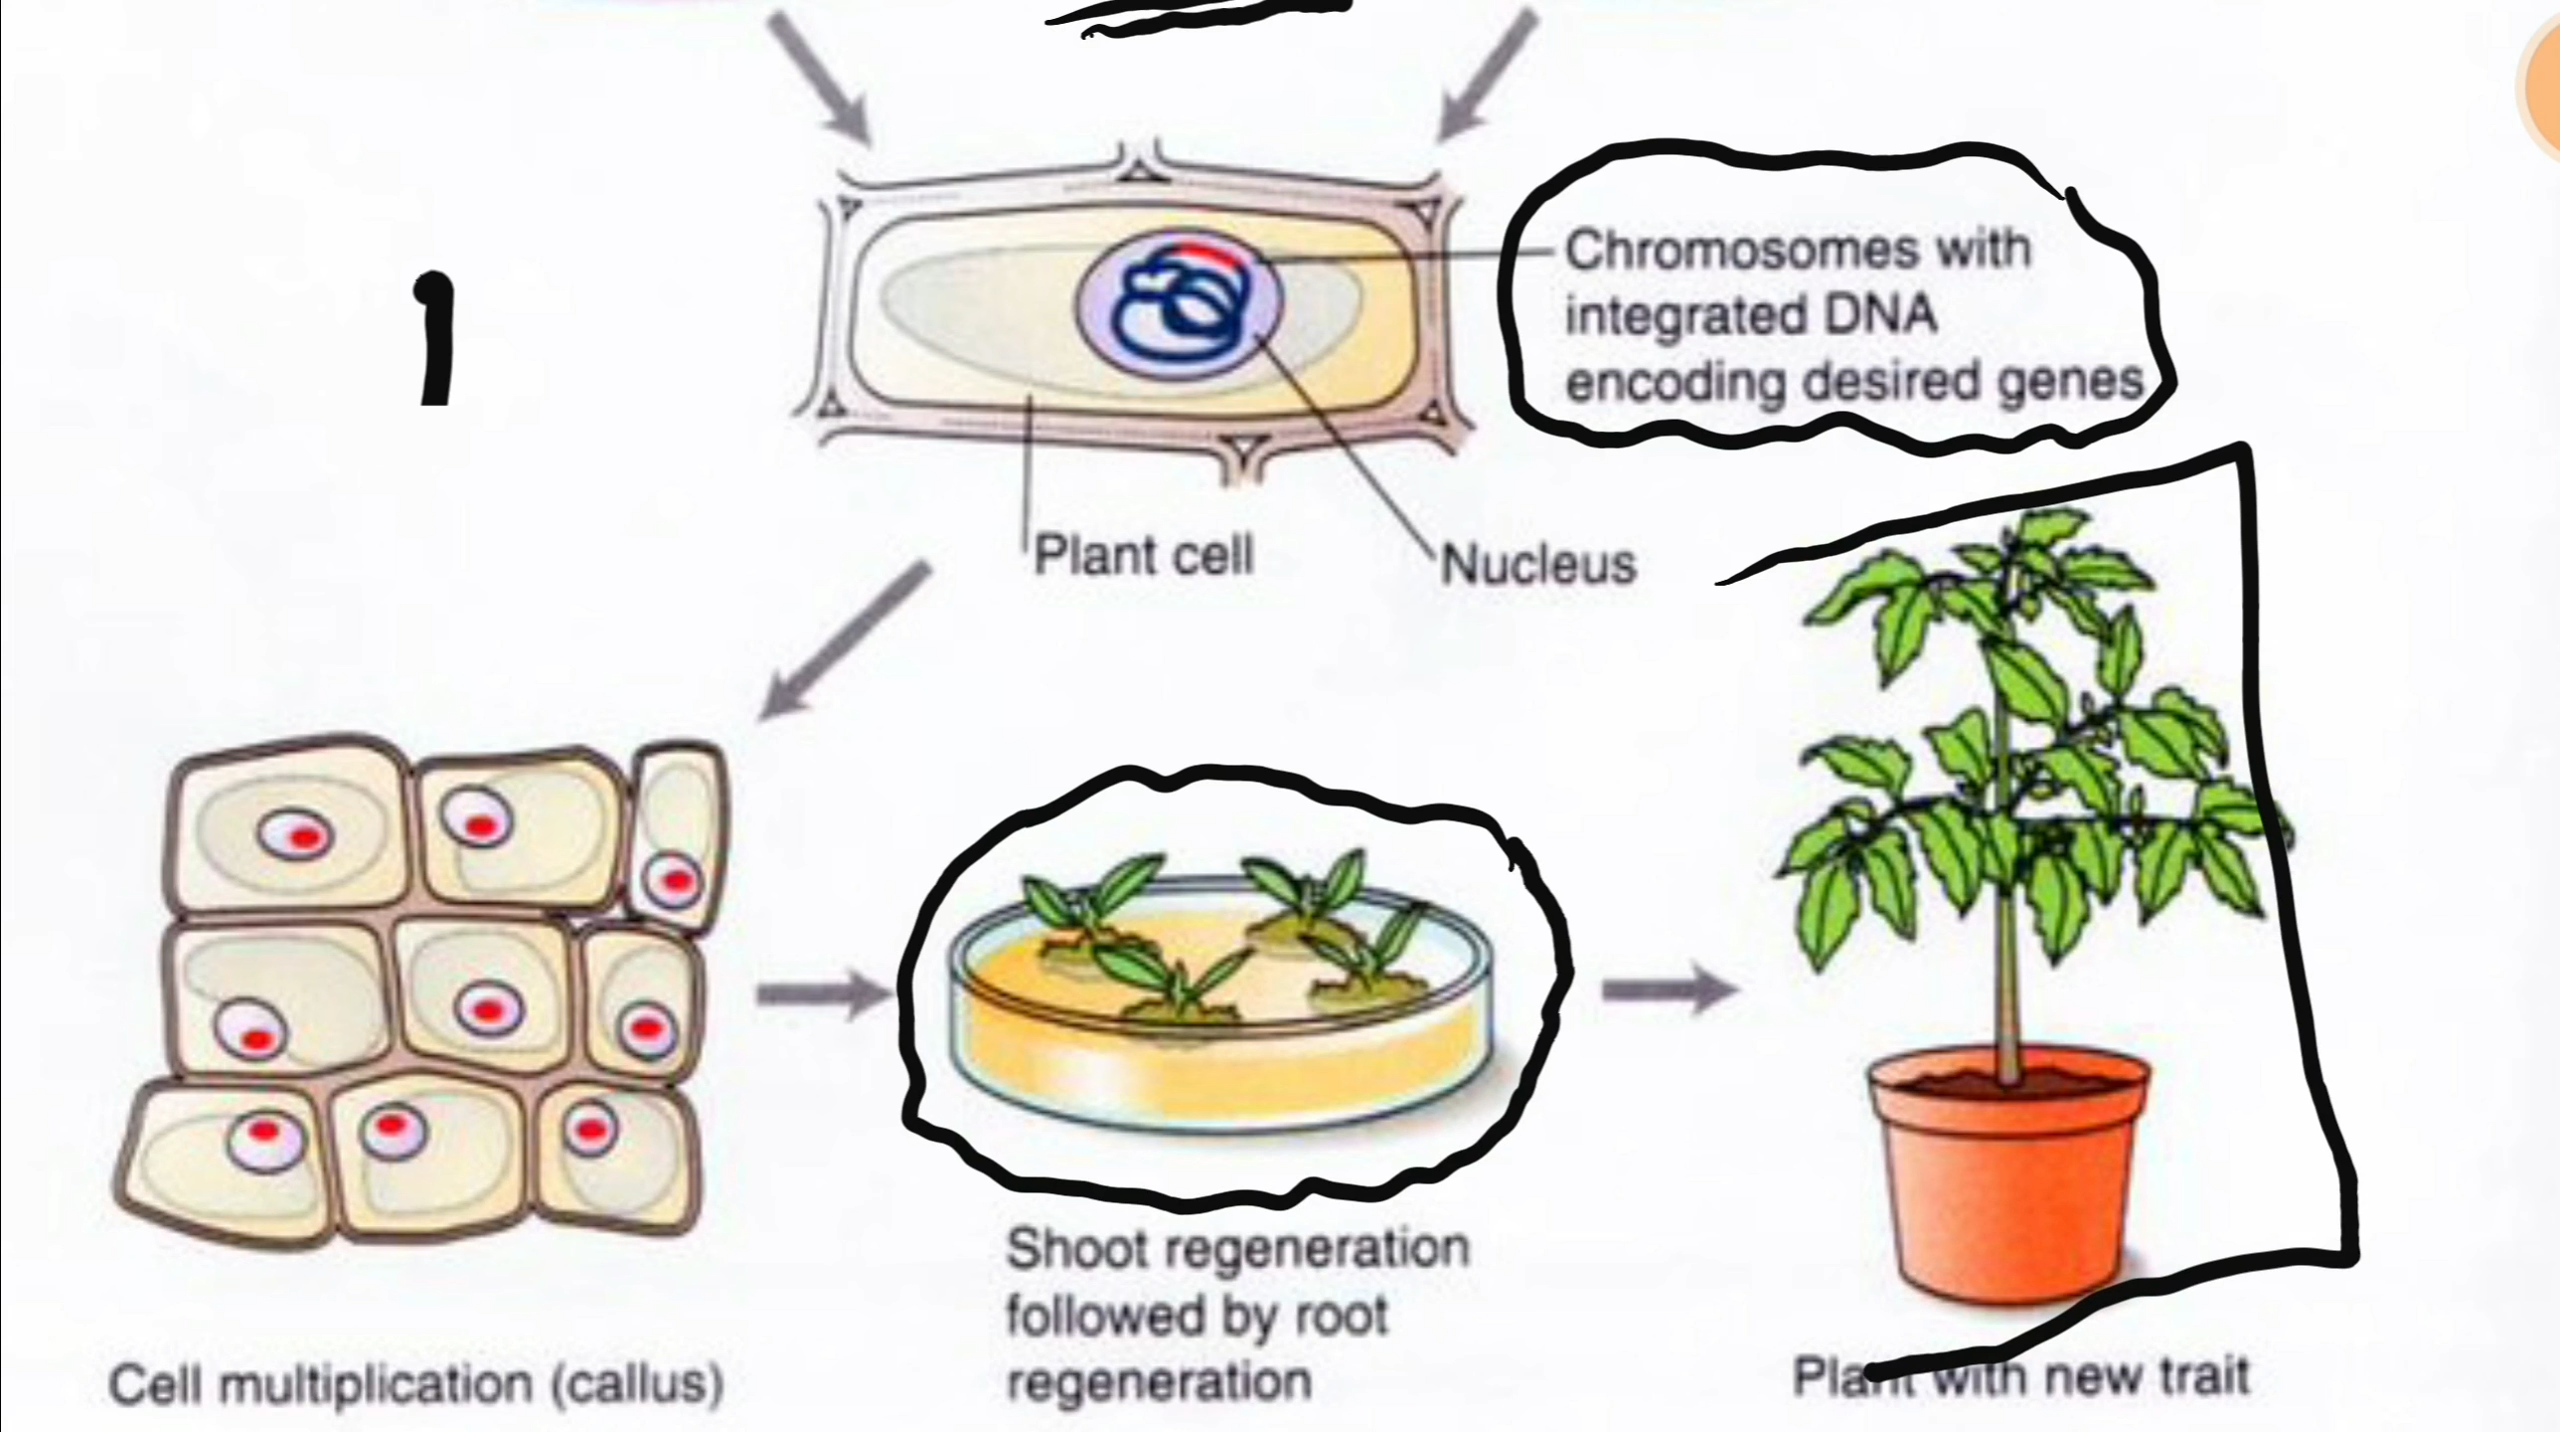 1
Chromosomes with
integrated DNA
encoding desired genes
Plant cell
Nucleus
Shoot regeneration
followed by root
regeneration
Cell multiplication (callus)
Plant with new trait